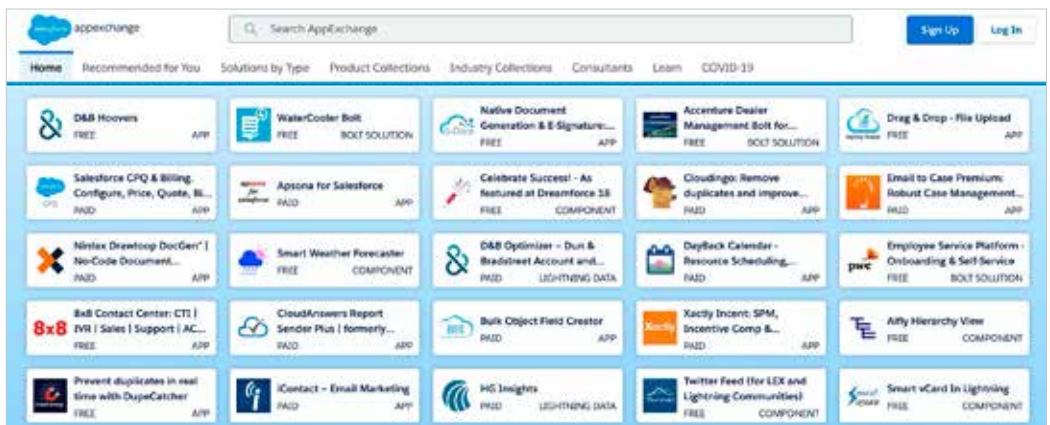 salesforce appexchange
Search AppExchange
Sign Up
Log In
Home Recommended for You Solutions by Type Product Collections Industry Collections Consultants Learn COVID-19
D&B Hoovers
FREE APP
WaterCooler Bolt
FREE BOLT SOLUTION
Native Document
Generation & E-Signature:...
FREE APP
Accenture Dealer
Management Bolt for...
FREE BOLT SOLUTION
Drag & Drop - File Upload
FREE APP
Salesforce CPQ & Billing.
Configure, Price, Quote, Bi...
PAID APP
CPQ
Apsona for Salesforce
PAID APP
apsona
for
salesforce
Celebrate Success! - As
featured at Dreamforce 18
FREE COMPONENT
Cloudingo: Remove
duplicates and improve...
PAID APP
Email to Case Premium:
Robust Case Management...
PAID APP
Nintex Drawloop DocGen® |
No-Code Document...
PAID APP
Smart Weather Forecaster
FREE COMPONENT
D&B Optimizer – Dun &
Bradstreet Account and...
PAID LIGHTNING DATA
DayBack Calendar -
Resource Scheduling,...
PAID APP
pwc
Employee Service Platform -
Onboarding & Self-Service
FREE BOLT SOLUTION
8x8
8x8 Contact Center: CTI |
IVR | Sales | Support | AC...
FREE APP
CloudAnswers Report
Sender Plus | formerly...
PAID APP
Bulk Object Field Creator
PAID APP
Xactly
Xactly Incent: SPM,
Incentive Comp &...
PAID APP
Aifly Hierarchy View
FREE COMPONENT
Prevent duplicates in real
time with DupeCatcher
FREE APP
iContact – Email Marketing
PAID APP
HG Insights
PAID LIGHTNING DATA
Twitter Feed (for LEX and
Lightning Communities)
FREE COMPONENT
Smart vCard In Lightning
FREE COMPONENT